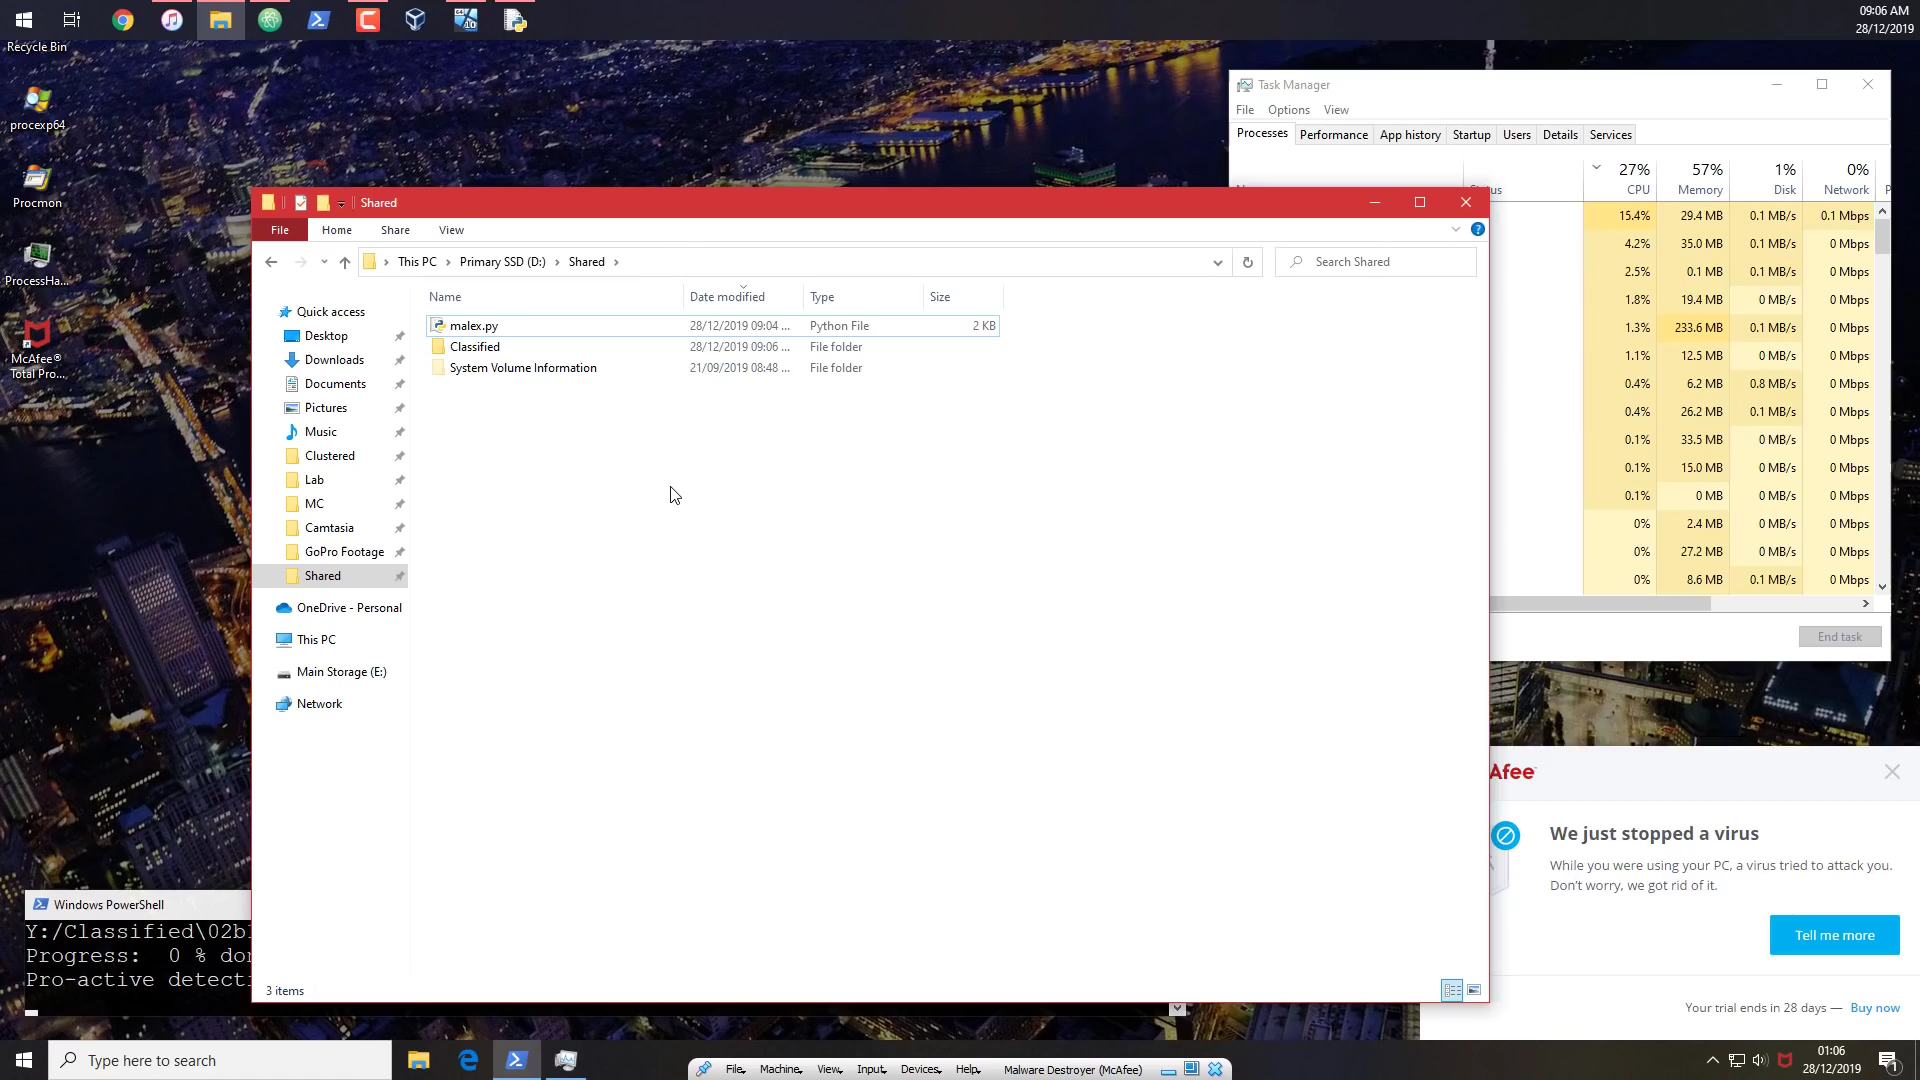 09:06 AM
28/12/2019
Recycle Bin
procexp64
Procmon
ProcessHa...
McAfee®
Total Pro...
Task Manager
File Options View
Processes Performance App history Startup Users Details Services
27% 57% 1% 0%
CPU Memory Disk Network
15.4% 29.4 MB 0.1 MB/s 0.1 Mbps
4.2% 35.0 MB 0.1 MB/s 0 Mbps
2.5% 0.1 MB 0.1 MB/s 0 Mbps
1.8% 19.4 MB 0 MB/s 0 Mbps
1.3% 233.6 MB 0.1 MB/s 0 Mbps
1.1% 12.5 MB 0 MB/s 0 Mbps
0.4% 6.2 MB 0.8 MB/s 0 Mbps
0.4% 26.2 MB 0.1 MB/s 0 Mbps
0.1% 33.5 MB 0 MB/s 0 Mbps
0.1% 15.0 MB 0 MB/s 0 Mbps
0.1% 0 MB 0 MB/s 0 Mbps
0% 2.4 MB 0 MB/s 0 Mbps
0% 27.2 MB 0 MB/s 0 Mbps
0% 8.6 MB 0.1 MB/s 0 Mbps
End task
Shared
File Home Share View
This PC › Primary SSD (D:) › Shared ›
Search Shared
Name Date modified Type Size
malex.py 28/12/2019 09:04 ... Python File 2 KB
Classified 28/12/2019 09:06 ... File folder
System Volume Information 21/09/2019 08:48 ... File folder
Quick access
Desktop
Downloads
Documents
Pictures
Music
Clustered
Lab
MC
Camtasia
GoPro Footage
Shared
OneDrive - Personal
This PC
Main Storage (E:)
Network
3 items
Afee
We just stopped a virus
While you were using your PC, a virus tried to attack you.
Don't worry, we got rid of it.
Tell me more
Your trial ends in 28 days — Buy now
Windows PowerShell
Y:/Classified\02b
Progress: 0 % do
Pro-active detect
Type here to search
File Machine View Input Devices Help Malware Destroyer (McAfee)
01:06
28/12/2019